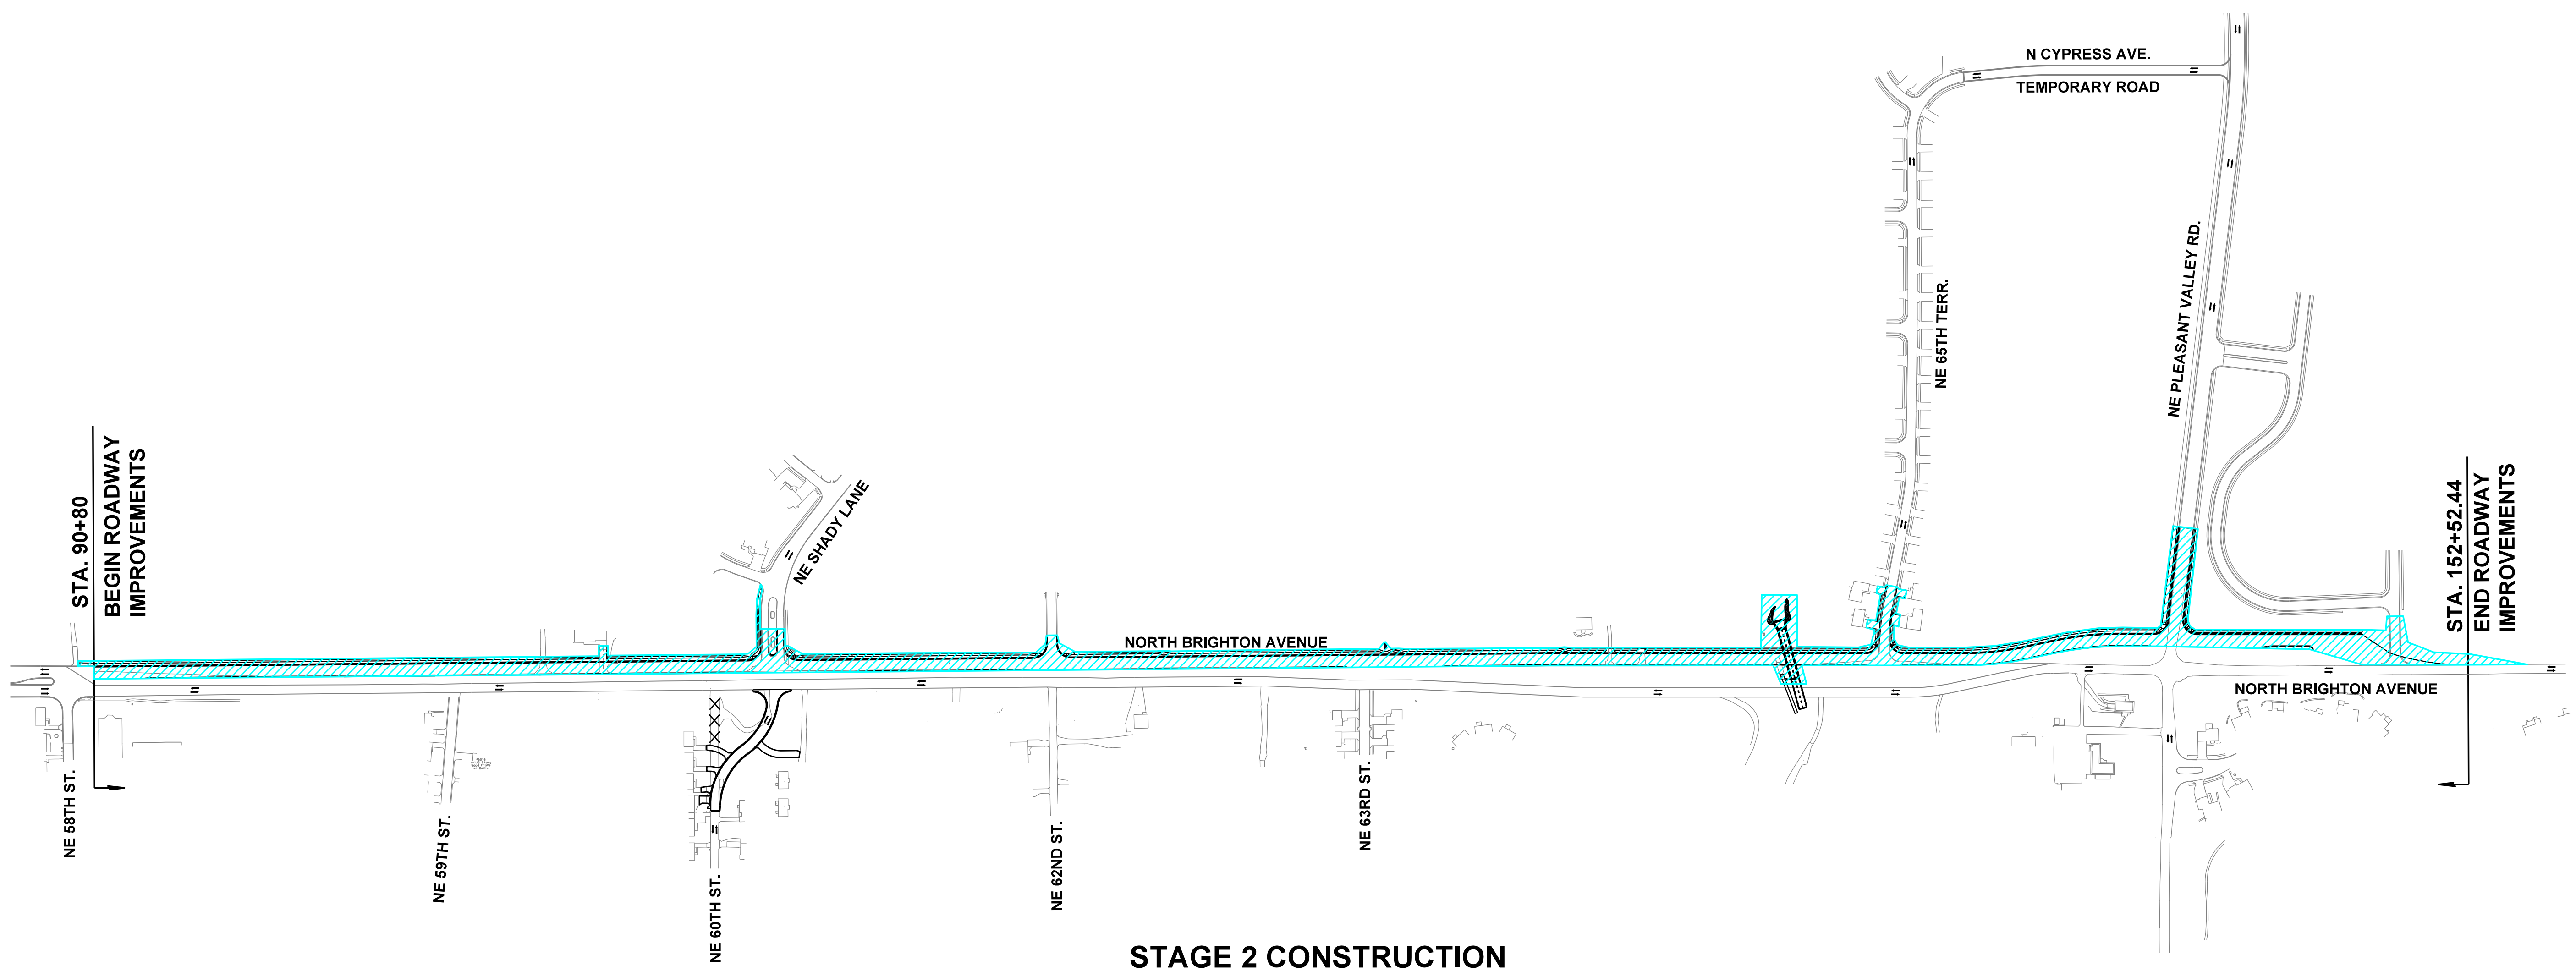 N CYPRESS AVE.
TEMPORARY ROAD
NE PLEASANT VALLEY RD.
NE 65TH TERR.
STA. 90+80
BEGIN ROADWAY
IMPROVEMENTS
NE SHADY LANE
STA. 152+52.44
END ROADWAY
IMPROVEMENTS
NORTH BRIGHTON AVENUE
NORTH BRIGHTON AVENUE
NE 58TH ST.
NE 59TH ST.
NE 60TH ST.
NE 62ND ST.
NE 63RD ST.
STAGE 2 CONSTRUCTION